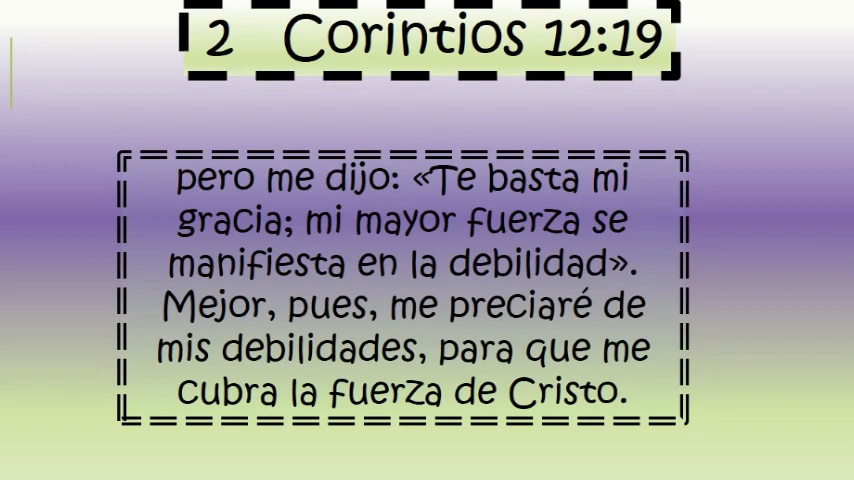 2 Corintios 12:19
pero me dijo: «Te basta mi
gracia; mi mayor fuerza se
manifiesta en la debilidad».
Mejor, pues, me preciaré de
mis debilidades, para que me
cubra la fuerza de Cristo.